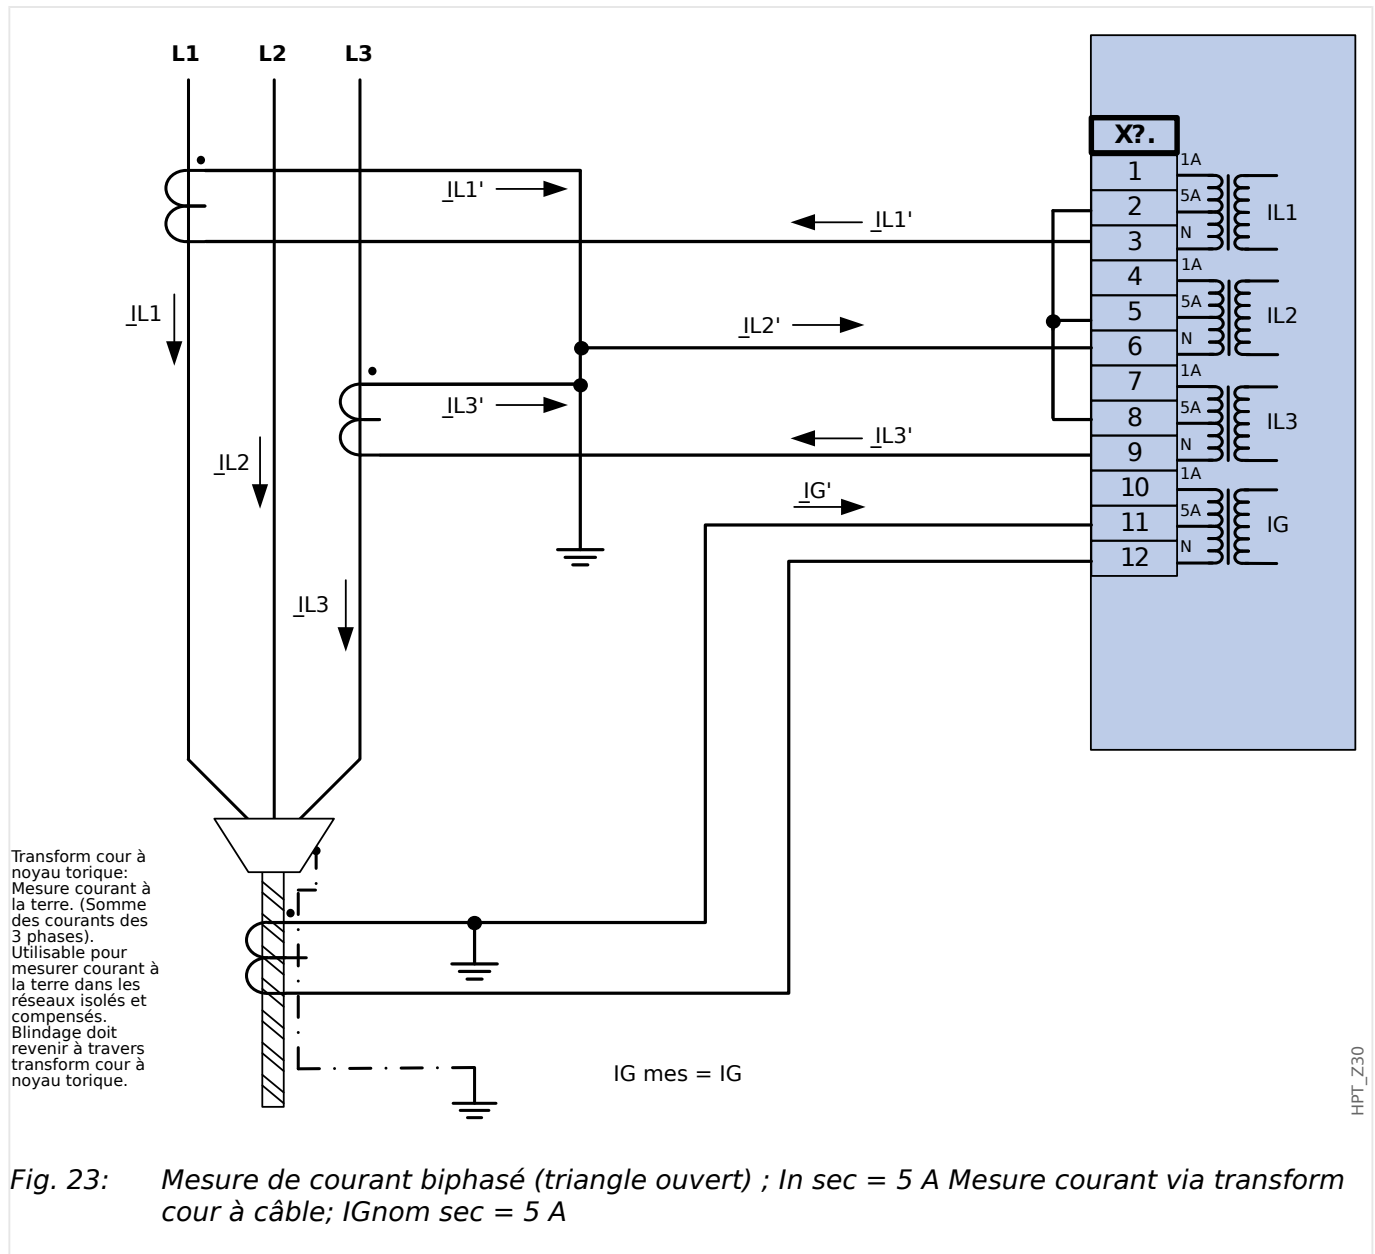 L1 L2 L3
X?.
1 1A
2 5A IL1
3 N
4 1A
5 5A IL2
6 N
7 1A
8 5A IL3
9 N
10 1A
11 5A IG
12 N
IL1'
IL1'
IL1
IL2'
IL3'
IL3'
IL2
IG'
IL3
Transform cour à
noyau torique:
Mesure courant à
la terre. (Somme
des courants des
3 phases).
Utilisable pour
mesurer courant à
la terre dans les
réseaux isolés et
compensés.
Blindage doit
revenir à travers
transform cour à
noyau torique.
IG mes = IG
HPT_Z30
Fig. 23: Mesure de courant biphasé (triangle ouvert) ; In sec = 5 A Mesure courant via transform
cour à câble; IGnom sec = 5 A